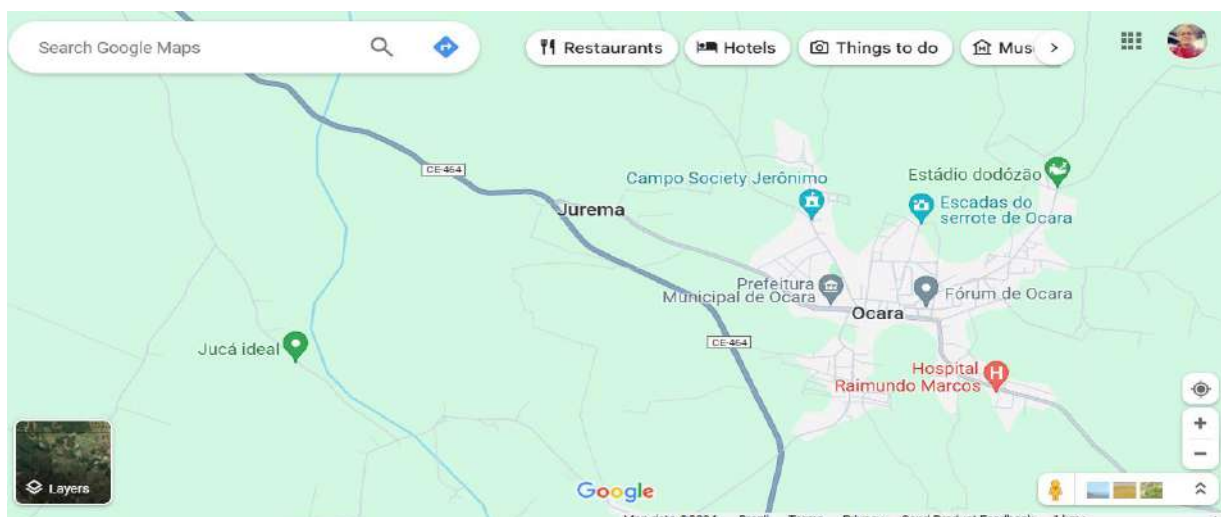 Search Google Maps
Restaurants
Hotels
Things to do
Mus
CE-464
Jurema
Campo Society Jerônimo
Estádio dodózão
Escadas do
serrote de Ocara
Prefeitura
Municipal de Ocara
Fórum de Ocara
Ocara
CE-464
Jucá ideal
Hospital
Raimundo Marcos
H
Layers
Google